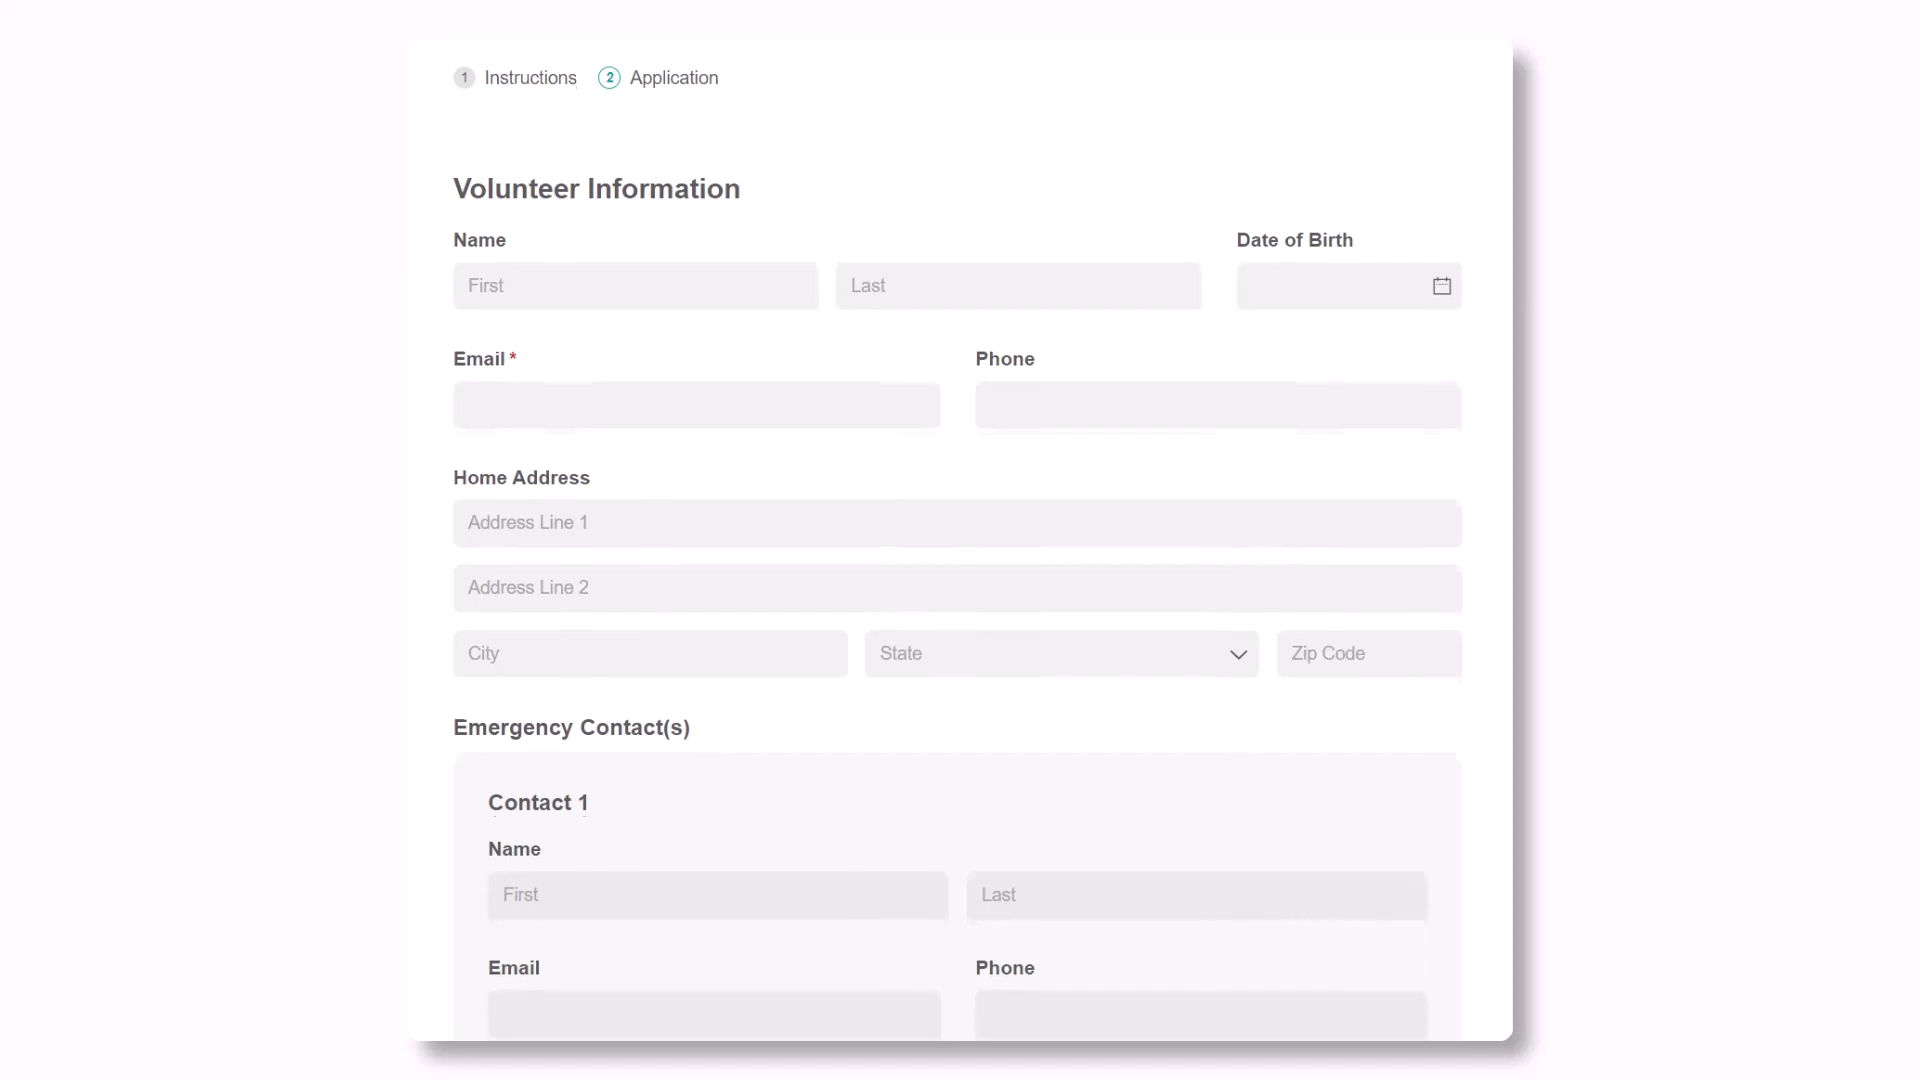 1 Instructions 2 Application
Volunteer Information
Name Date of Birth
First Last
Email * Phone
Home Address
Address Line 1
Address Line 2
City State Zip Code
Emergency Contact(s)
Contact 1
Name
First Last
Email Phone